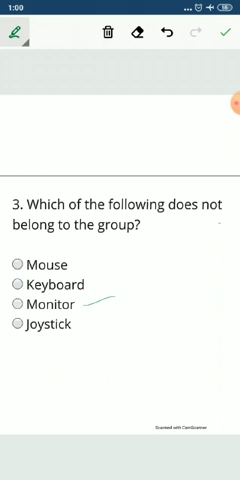 1:00
3. Which of the following does not
belong to the group?
Mouse
Keyboard
Monitor
Joystick
Scanned with CamScanner